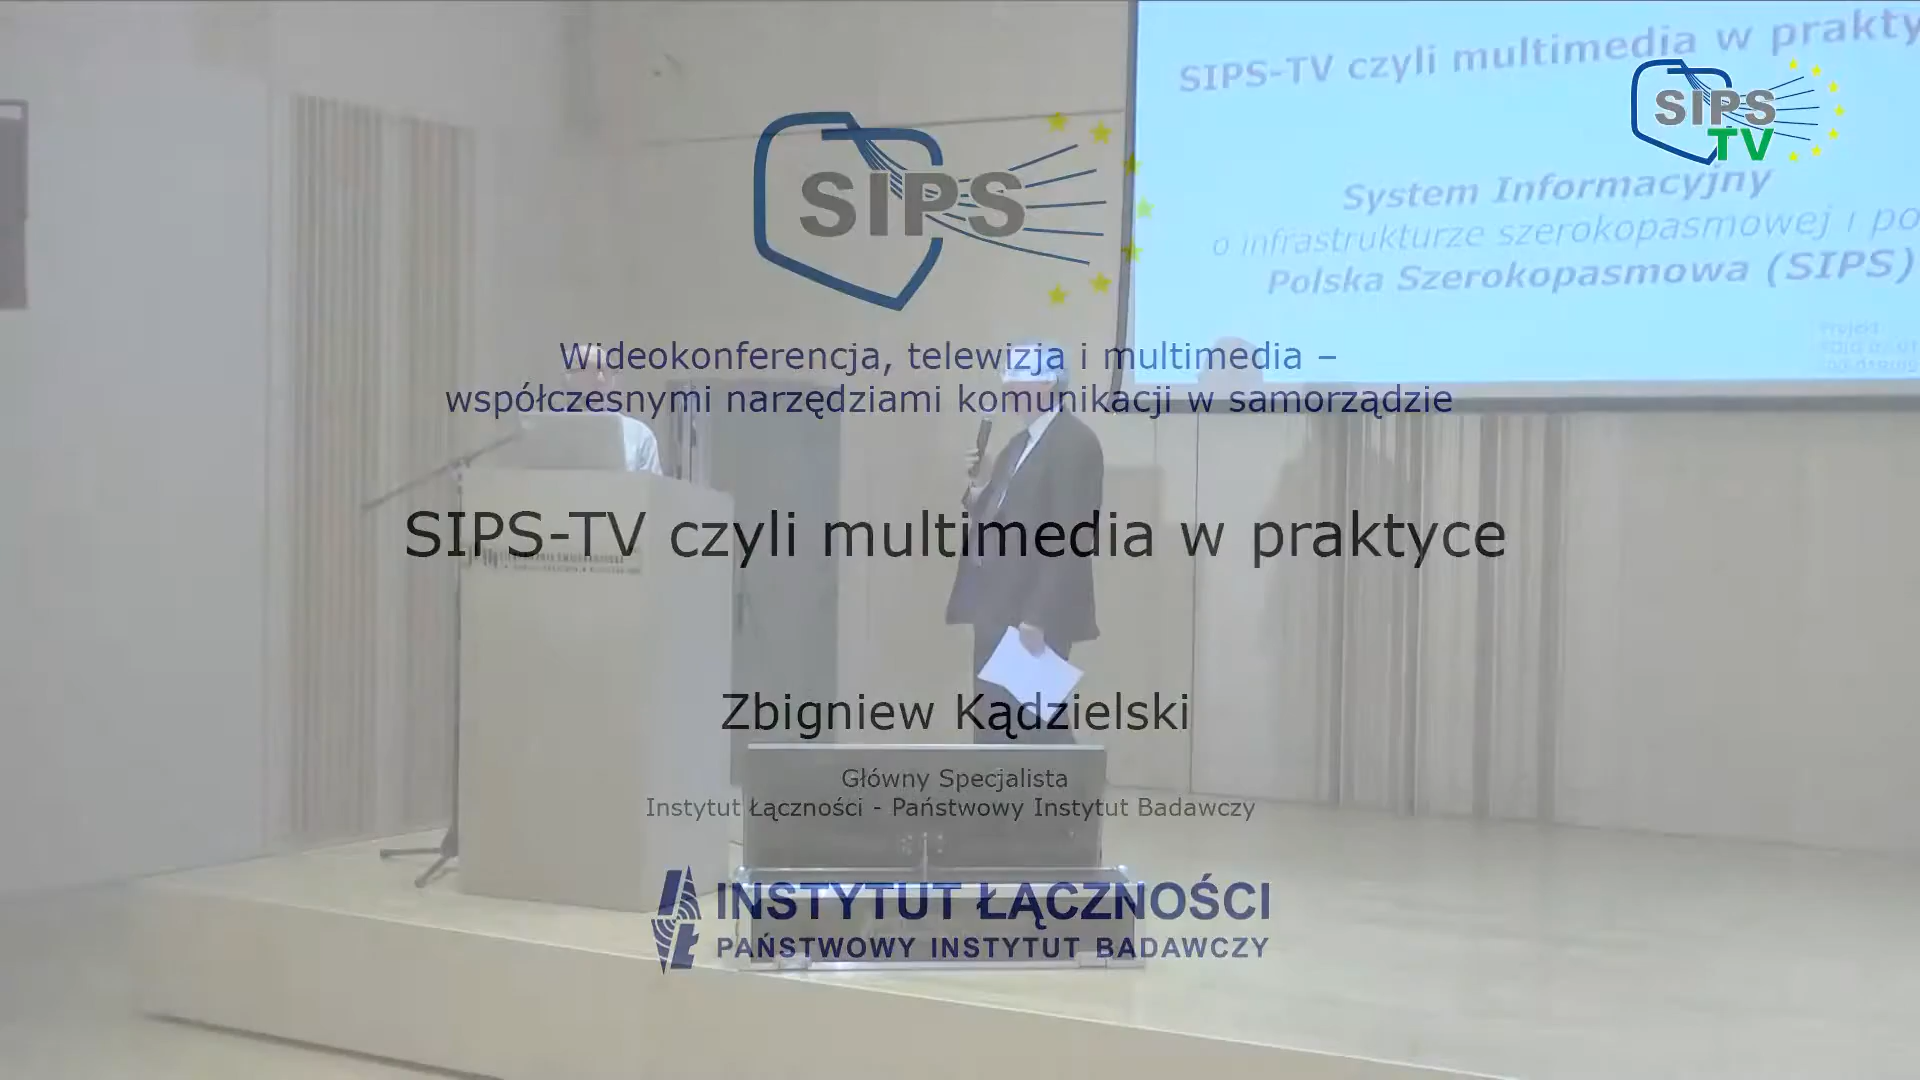 SIPS-TV czyli multimedia w prakty
SIPS
TV
System Informacyjny
o infrastrukturze szerokopasmowej i po
Polska Szerokopasmowa (SIPS)
SIPS
Wideokonferencja, telewizja i multimedia –
współczesnymi narzędziami komunikacji w samorządzie
SIPS-TV czyli multimedia w praktyce
Zbigniew Kądzielski
Główny Specjalista
Instytut Łączności - Państwowy Instytut Badawczy
INSTYTUT ŁĄCZNOŚCI
PAŃSTWOWY INSTYTUT BADAWCZY